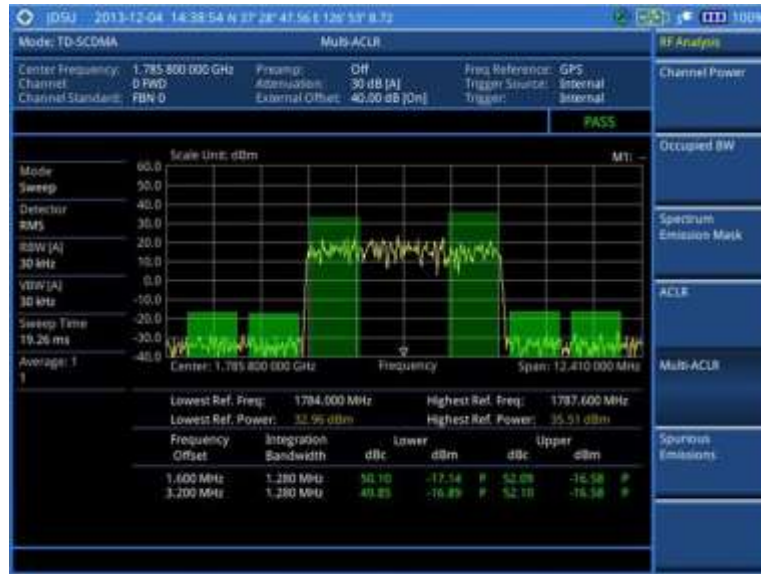 JDSU 2013-12-04 14:38:54 N 37° 28' 47.56 E 126° 53' 8.72 100%
Mode: TD-SCDMA Multi-ACLR RF Analysis
Center Frequency: 1.785 800 000 GHz Preamp: Off Freq Reference: GPS
Channel: 0 FWD Attenuation: 30 dB [A] Trigger Source: Internal
Channel Standard: FBN 0 External Offset: 40.00 dB [On] Trigger: Internal
PASS
Channel Power
Occupied BW
Spectrum
Emission Mask
ACLR
Multi-ACLR
Spurious
Emissions
Mode
Sweep
Detector
RMS
RBW [A]
30 kHz
VBW [A]
30 kHz
Sweep Time
19.26 ms
Average: 1
1
Scale Unit: dBm M1: --
60.0
50.0
40.0
30.0
20.0
10.0
0.0
-10.0
-20.0
-30.0
-40.0
Center: 1.785 800 000 GHz Frequency Span: 12.410 000 MHz
Lowest Ref. Freq: 1784.000 MHz Highest Ref. Freq: 1787.600 MHz
Lowest Ref. Power: 32.96 dBm Highest Ref. Power: 35.51 dBm
Frequency Integration Lower Upper
Offset Bandwidth dBc dBm dBc dBm
1.600 MHz 1.280 MHz 50.10 -17.14 P 52.09 -16.58 P
3.200 MHz 1.280 MHz 49.85 -16.89 P 52.10 -16.58 P